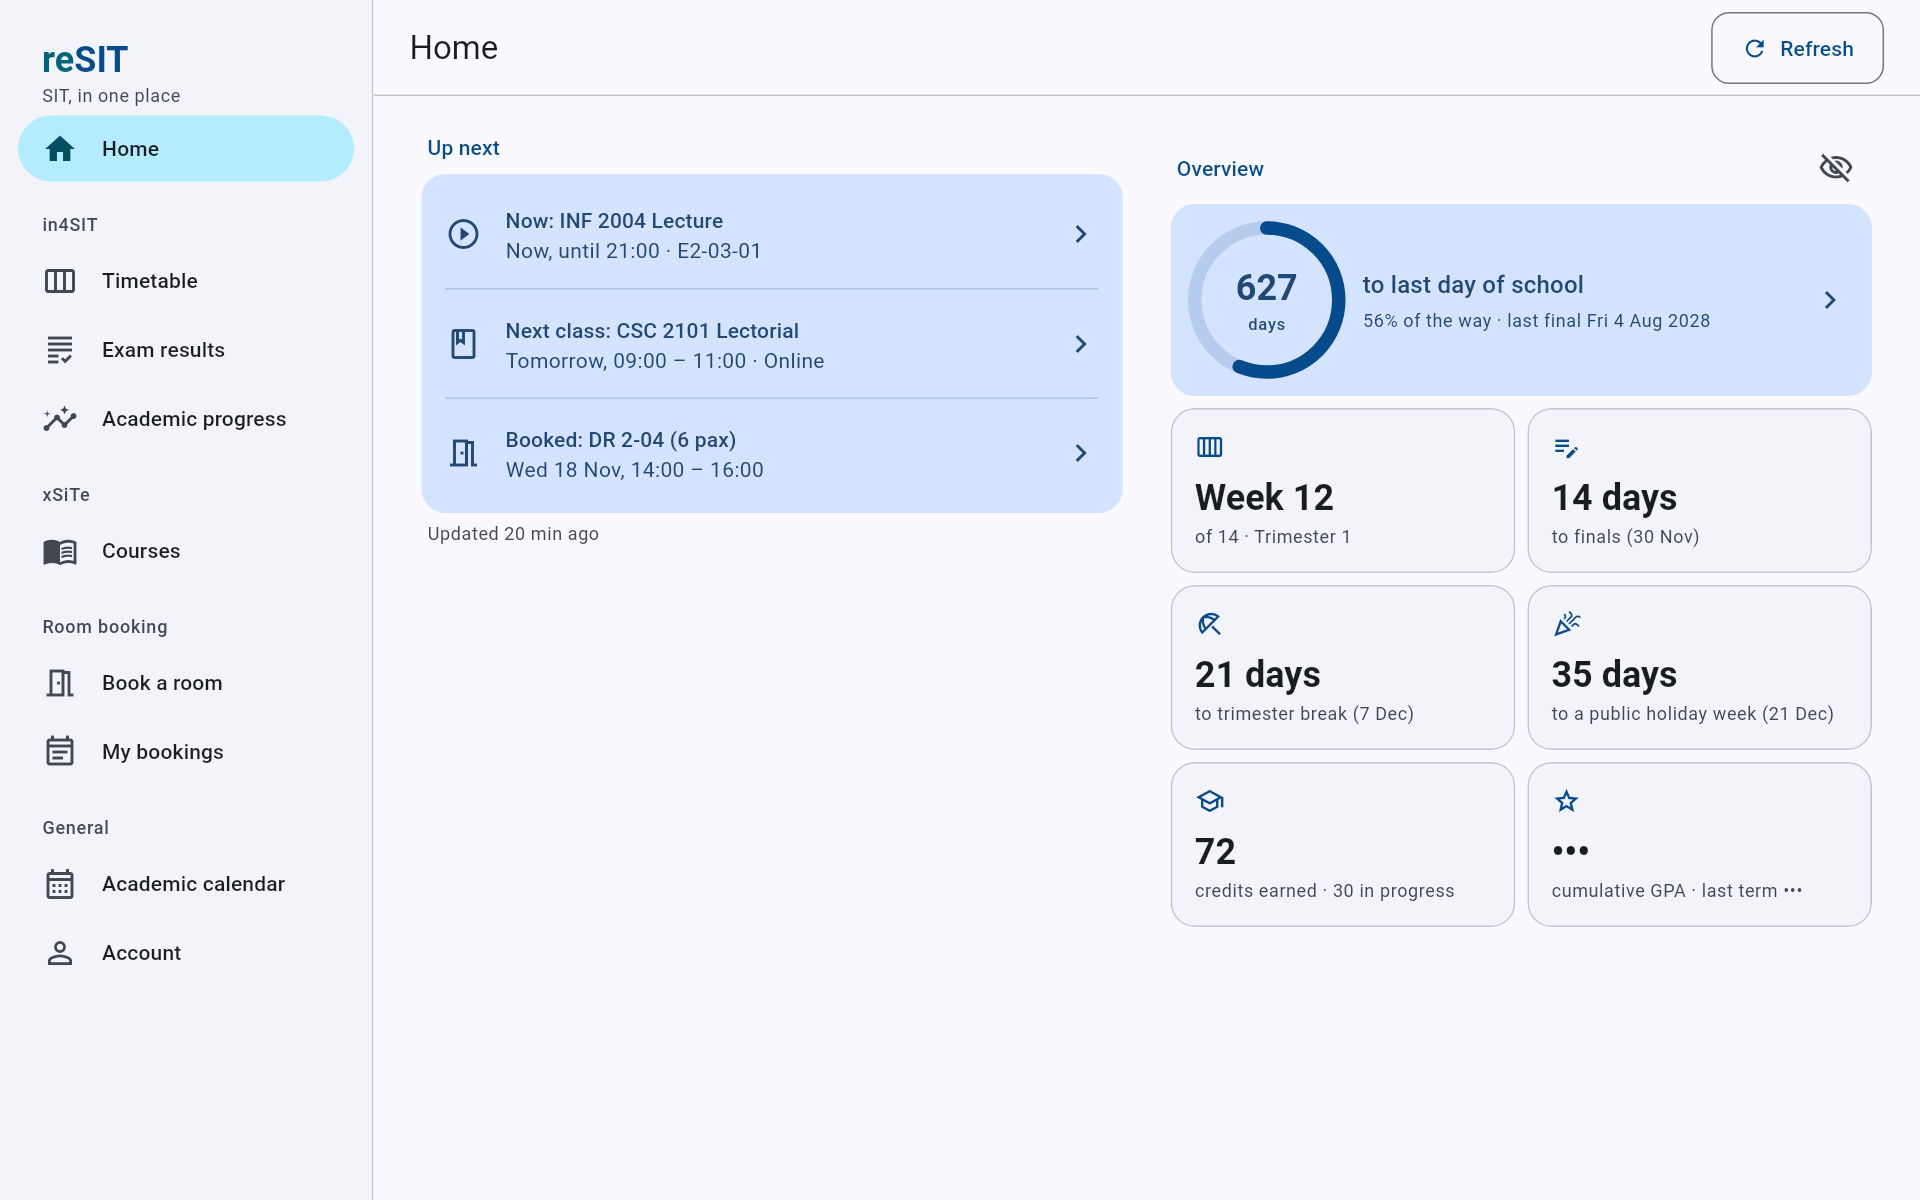 reSIT
SIT, in one place
Home
in4SIT
Timetable
Exam results
Academic progress
xSiTe
Courses
Room booking
Book a room
My bookings
General
Academic calendar
Account
Home
Refresh
Up next
Now: INF 2004 Lecture
Now, until 21:00 · E2-03-01
Next class: CSC 2101 Lectorial
Tomorrow, 09:00 – 11:00 · Online
Booked: DR 2-04 (6 pax)
Wed 18 Nov, 14:00 – 16:00
Updated 20 min ago
Overview
627
days
to last day of school
56% of the way · last final Fri 4 Aug 2028
Week 12
of 14 · Trimester 1
14 days
to finals (30 Nov)
21 days
to trimester break (7 Dec)
35 days
to a public holiday week (21 Dec)
72
credits earned · 30 in progress
•••
cumulative GPA · last term •••